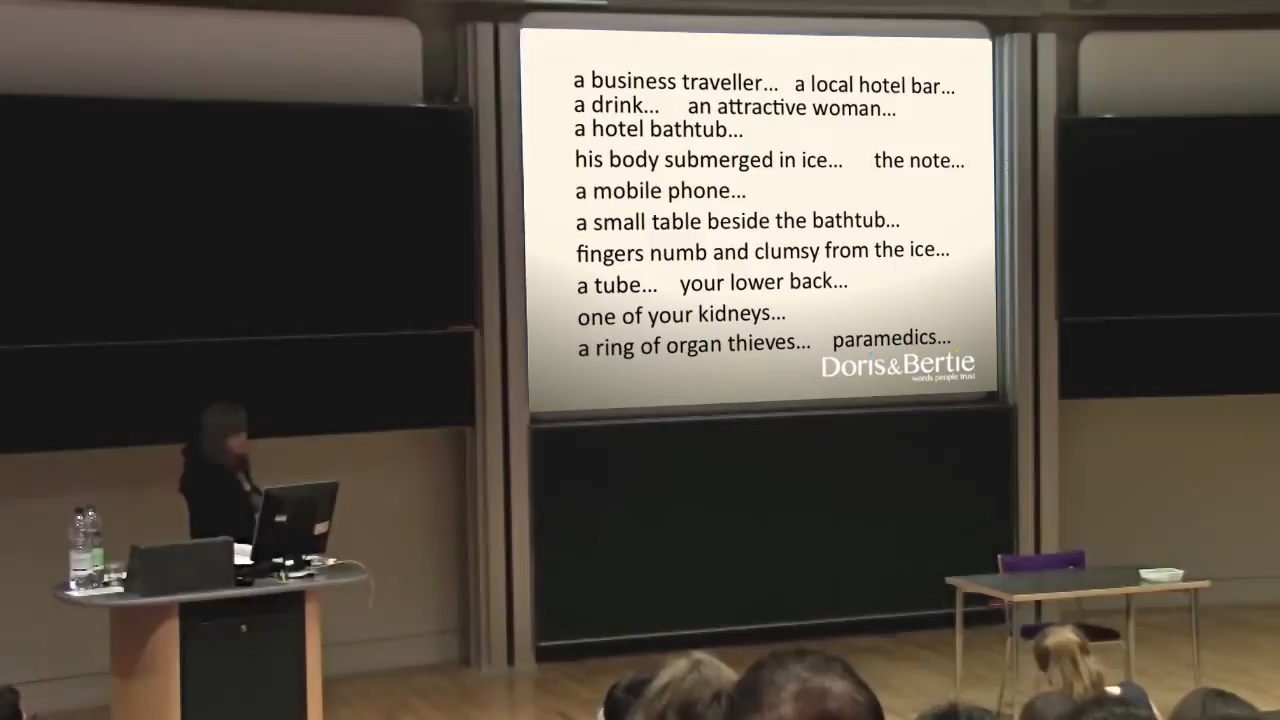 a business traveller... a local hotel bar...
a drink... an attractive woman...
a hotel bathtub...
his body submerged in ice... the note...
a mobile phone...
a small table beside the bathtub...
fingers numb and clumsy from the ice...
a tube... your lower back...
one of your kidneys...
a ring of organ thieves... paramedics...
Doris&Bertie
words people trust